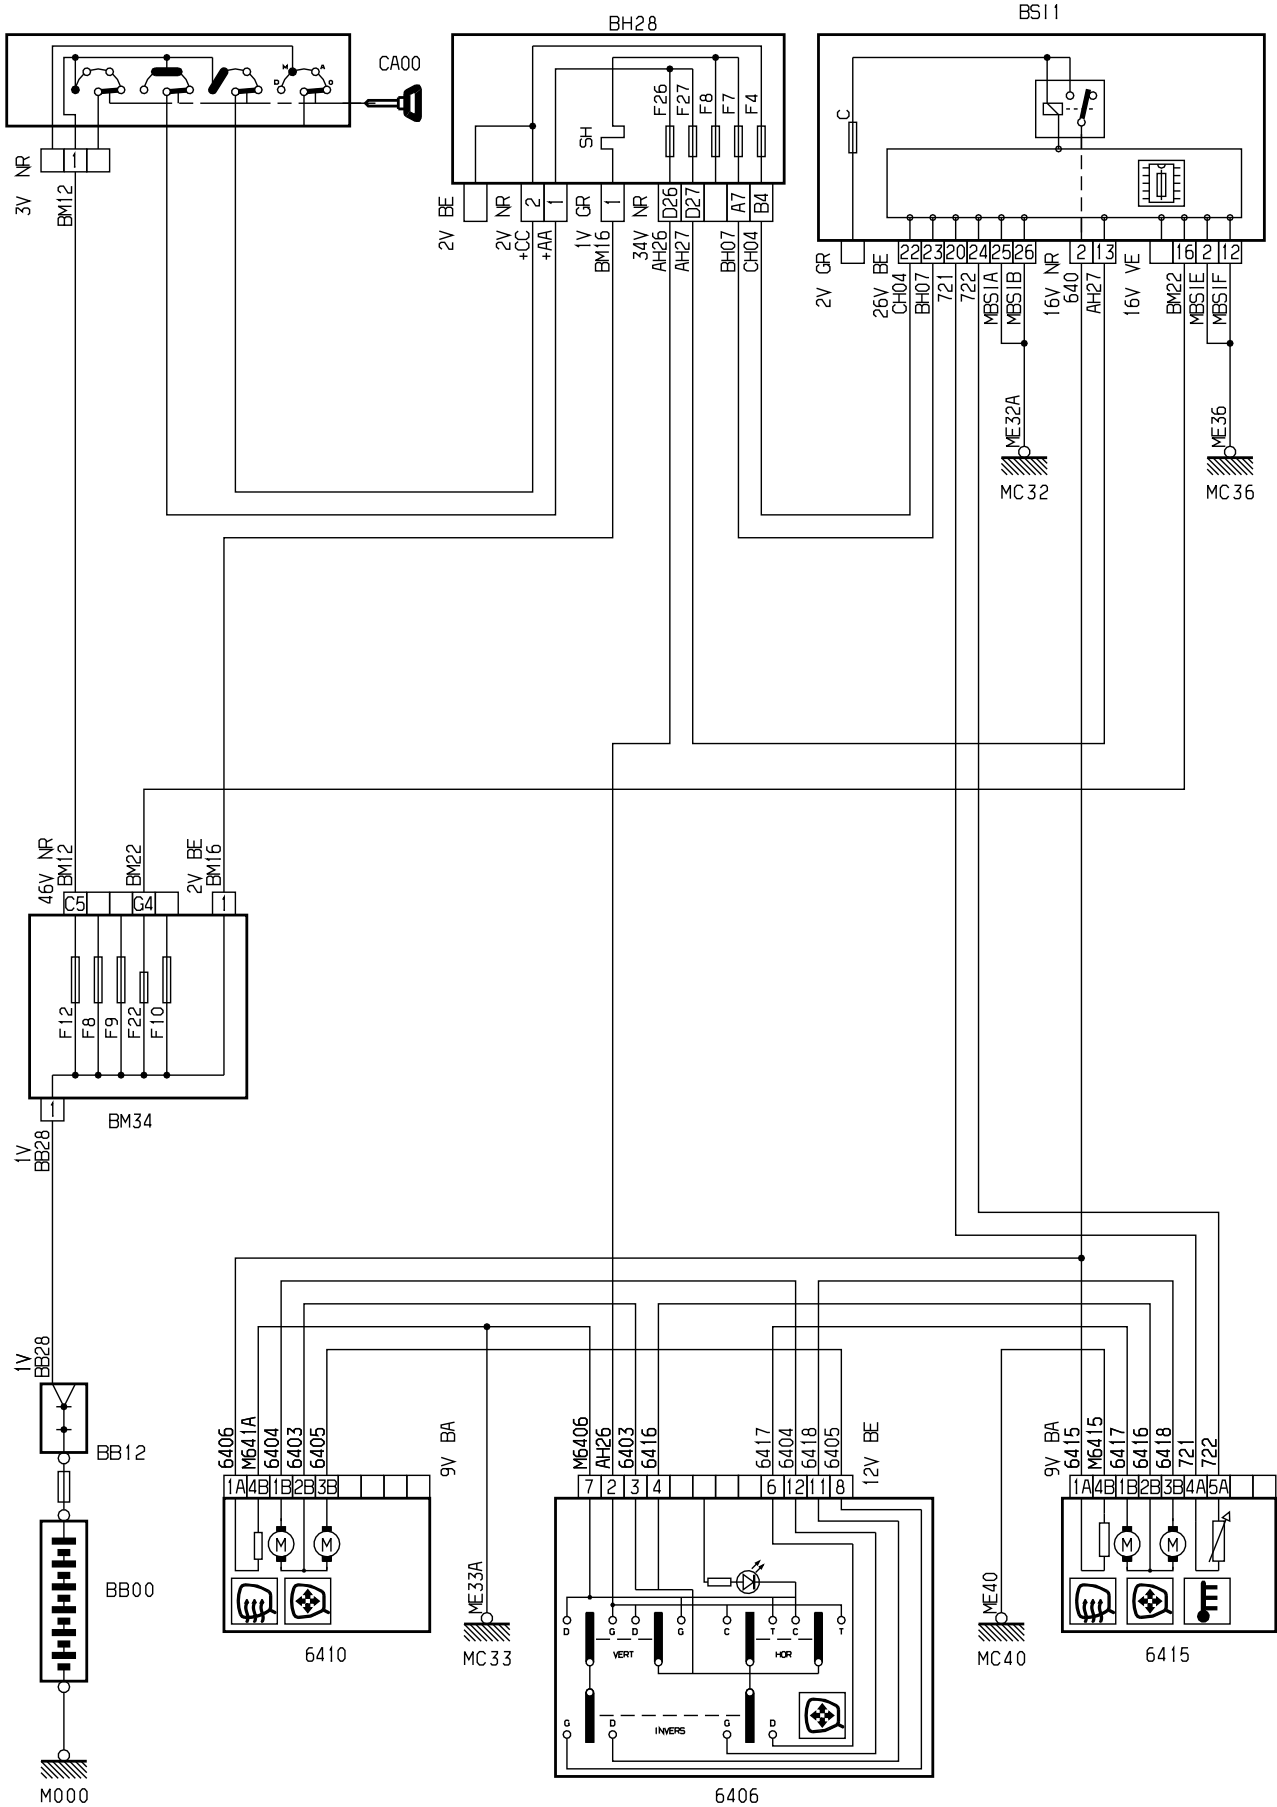 BSI1
BH28
CA00
M A
D D
F26 F27 F8 F7 F4
SH
C
1
3V NR
BM12
2V BE
2V NR
+CC
+AA
1V GR
BM16
34V NR
AH26
AH27
BH07
CH04
2 1 1 D26 D27 A7 B4
2V GR
26V BE
CH04
BH07
721
722
MBSIA
MBSIB
16V NR
640
AH27
16V VE
BM22
MBSIE
MBSIF
22 23 20 24 25 26 2 13 16 2 12
ME32A
ME36
MC32
MC36
46V NR
BM12
BM22
2V BE
BM16
C5 G4 1
F12 F8 F9 F22 F10
1
BM34
1V
BB28
1V
BB28
BB12
BB00
M000
6406
M641A
6404
6403
6405
9V BA
1A 4B 1B 2B 3B
M M
6410
ME33A
MC33
M6406
AH26
6403
6416
6417
6404
6418
6405
12V BE
7 2 3 4 6 12 11 8
D G D G C T C T
VERT
HOR
G D G D
INVERS
6406
ME40
MC40
9V BA
6415
M6415
6417
6416
6418
721
722
1A 4B 1B 2B 3B 4A 5A
M M
6415